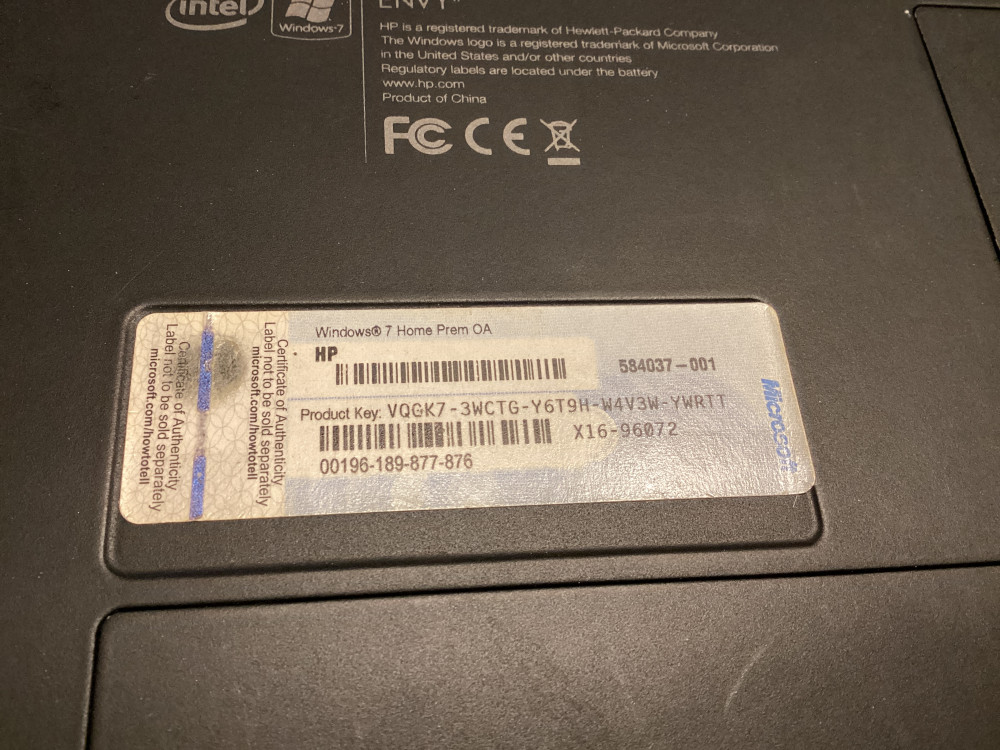 intel
Windows®7
ENVY™
HP is a registered trademark of Hewlett-Packard Company
The Windows logo is a registered trademark of Microsoft Corporation
in the United States and/or other countries
Regulatory labels are located under the battery
www.hp.com
Product of China
FC CE
Certificate of Authenticity
Label not to be sold separately
microsoft.com/howtotell
Certificate of Authenticity
Label not to be sold separately
microsoft.com/howtotell
Windows® 7 Home Prem OA
HP
584037-001
Product Key: VQGK7-3WCTG-Y6T9H-W4V3W-YWRTT
X16-96072
00196-189-877-876
Microsoft